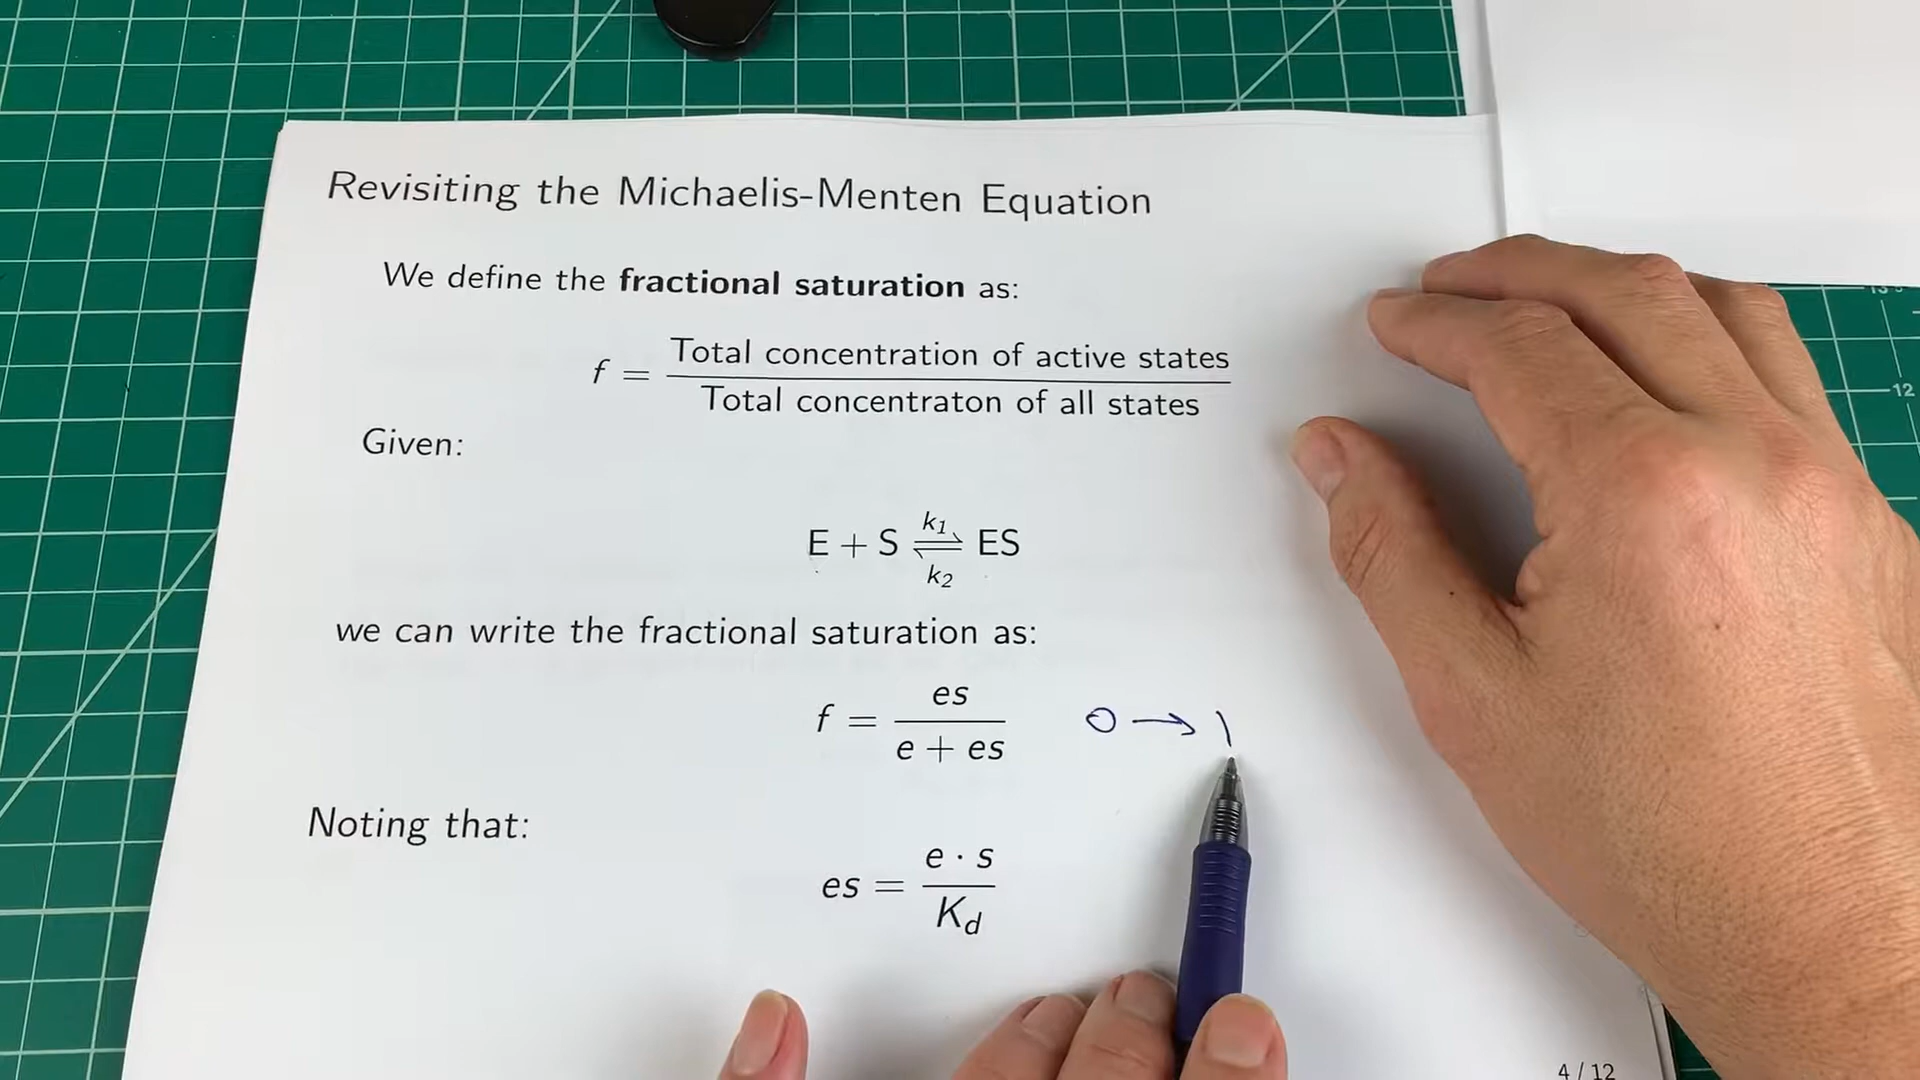 Revisiting the Michaelis-Menten Equation
We define the fractional saturation as:
f = Total concentration of active states / Total concentraton of all states
Given:
E + S ⇌ ES
k1
k2
we can write the fractional saturation as:
f = es / e + es 0 → 1
Noting that:
es = e · s / Kd
4 / 12
12